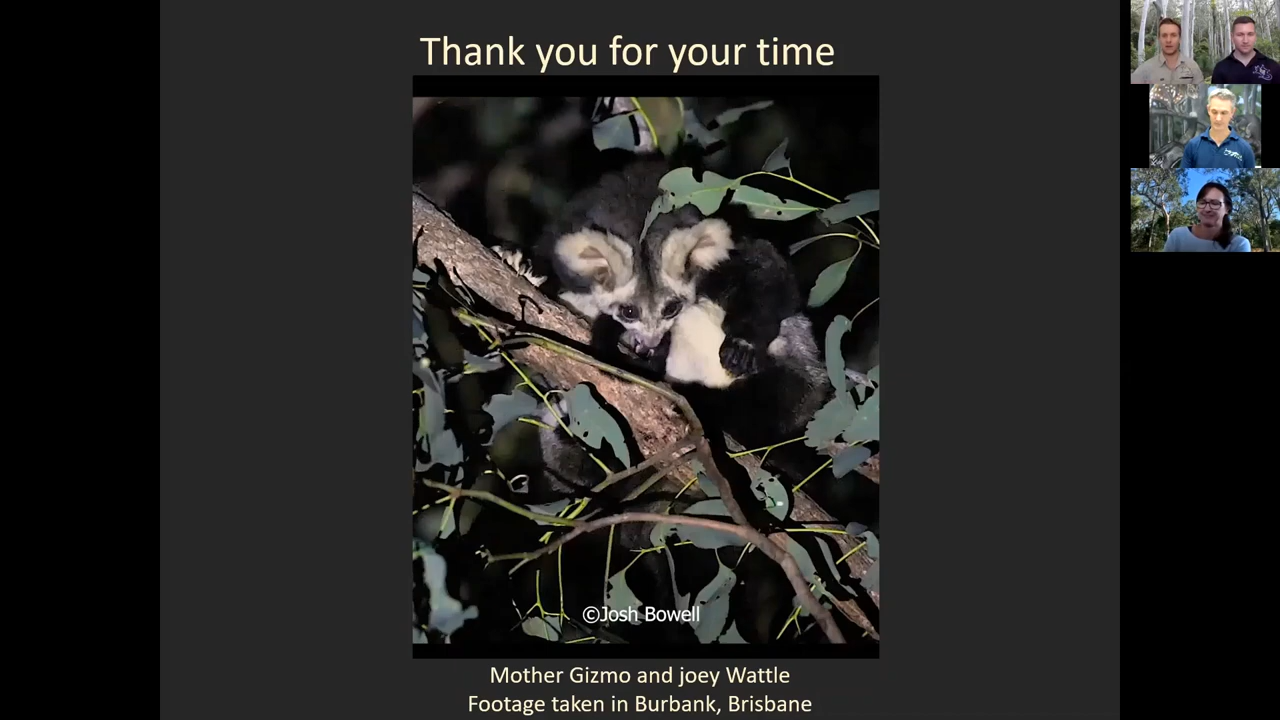 Thank you for your time
©Josh Bowell
Mother Gizmo and joey Wattle
Footage taken in Burbank, Brisbane